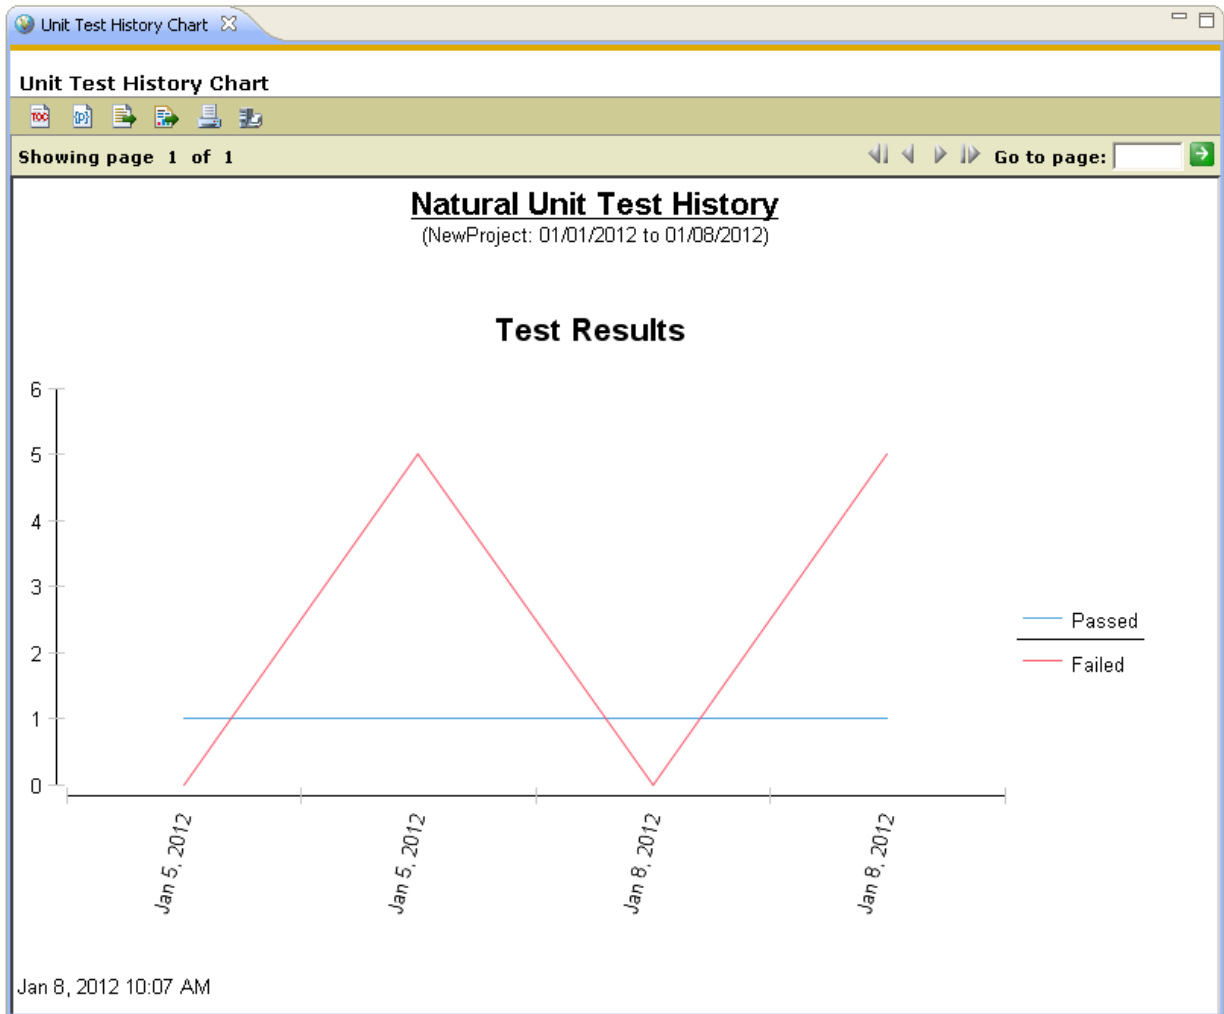 Unit Test History Chart
Unit Test History Chart
TOC {p}
Showing page 1 of 1 Go to page:
Natural Unit Test History
(NewProject: 01/01/2012 to 01/08/2012)
Test Results
6
5
4
3
2
1
0
Passed
Failed
Jan 5, 2012
Jan 5, 2012
Jan 8, 2012
Jan 8, 2012
Jan 8, 2012 10:07 AM